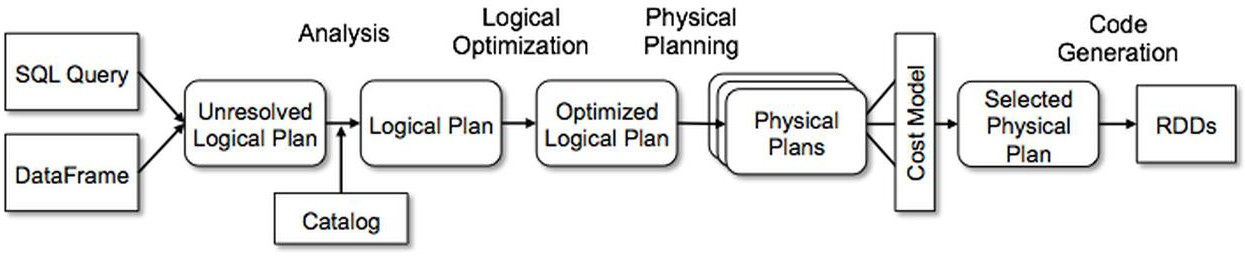 Analysis
Logical
Optimization
Physical
Planning
Code
Generation
SQL Query
DataFrame
Unresolved
Logical Plan
Catalog
Logical Plan
Optimized
Logical Plan
Physical
Plans
Cost Model
Selected
Physical
Plan
RDDs